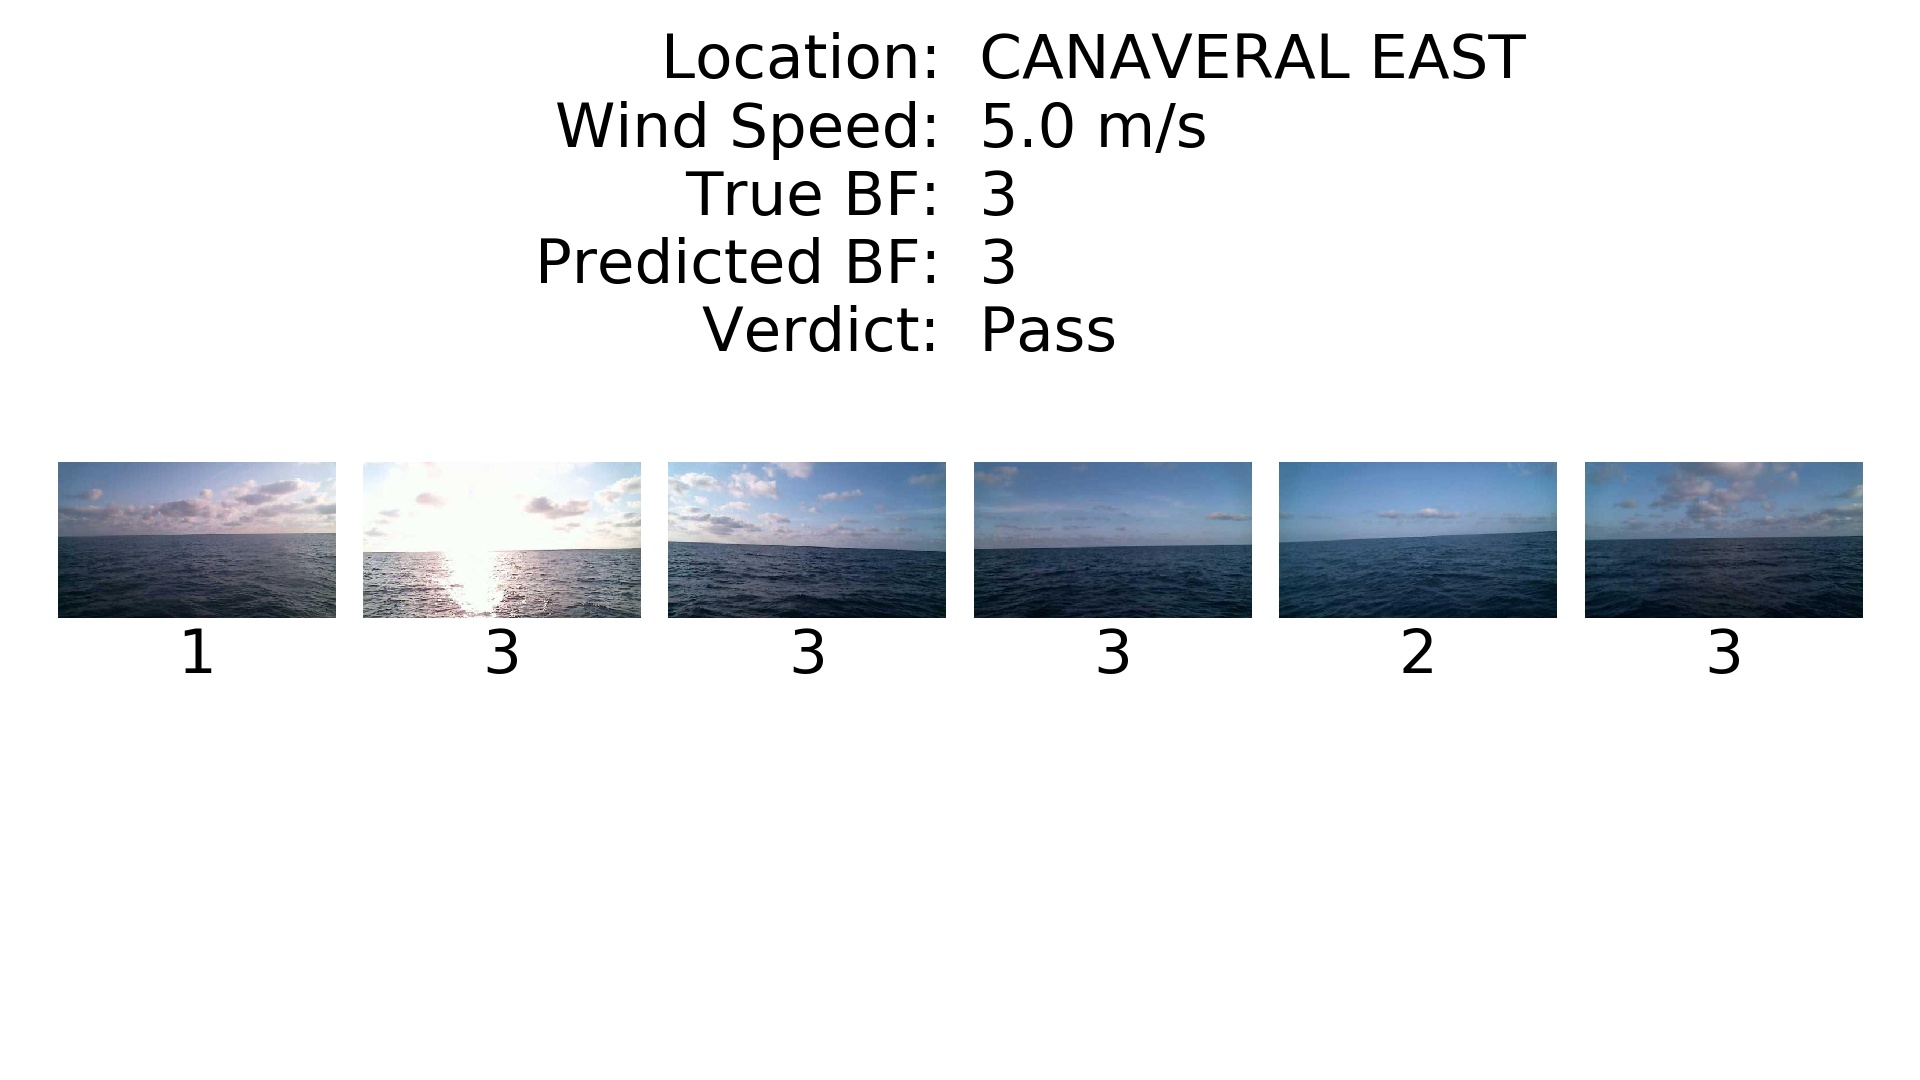 Location: CANAVERAL EAST
Wind Speed: 5.0 m/s
True BF: 3
Predicted BF: 3
Verdict: Pass
1 3 3 3 2 3